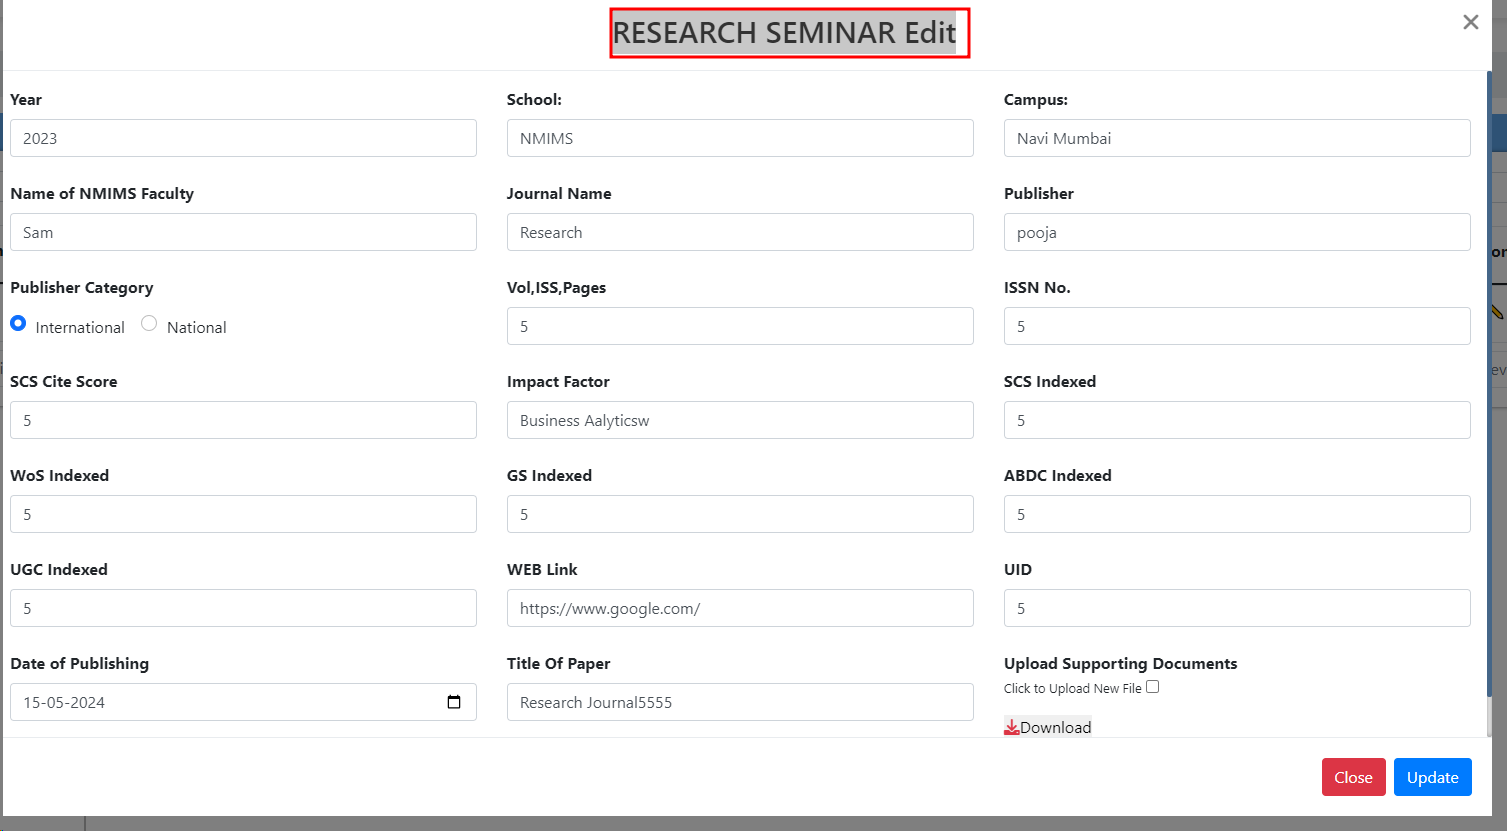 RESEARCH SEMINAR Edit
Year
School:
Campus:
2023
NMIMS
Navi Mumbai
Name of NMIMS Faculty
Journal Name
Publisher
Sam
Research
pooja
Publisher Category
Vol,ISS,Pages
ISSN No.
International
National
5
5
SCS Cite Score
Impact Factor
SCS Indexed
5
Business Aalyticsw
5
WoS Indexed
GS Indexed
ABDC Indexed
5
5
5
UGC Indexed
WEB Link
UID
5
https://www.google.com/
5
Date of Publishing
Title Of Paper
Upload Supporting Documents
Click to Upload New File
15-05-2024
Research Journal5555
Download
Close
Update